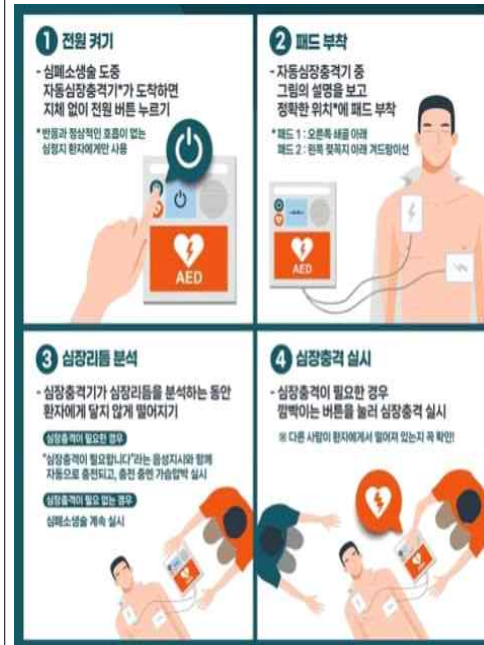 1 전원 켜기
- 심폐소생술 도중
자동심장충격기*가 도착하면
지체 없이 전원 버튼 누르기
* 반응과 정상적인 호흡이 없는
심정지 환자에게만 사용
AED
2 패드 부착
- 자동심장충격기 중
그림의 설명을 보고
정확한 위치*에 패드 부착
* 패드 1 : 오른쪽 쇄골 아래
패드 2 : 왼쪽 젖꼭지 아래 겨드랑이선
AED
3 심장리듬 분석
- 심장충격기가 심장리듬을 분석하는 동안
환자에게 닿지 않게 떨어지기
심장충격이 필요한 경우
"심장충격이 필요합니다"라는 음성지시와 함께
자동으로 충전되고, 충전 중엔 가슴압박 실시
심장충격이 필요 없는 경우
심폐소생술 계속 실시
4 심장충격 실시
- 심장충격이 필요한 경우
깜빡이는 버튼을 눌러 심장충격 실시
※ 다른 사람이 환자에게서 떨어져 있는지 꼭 확인!